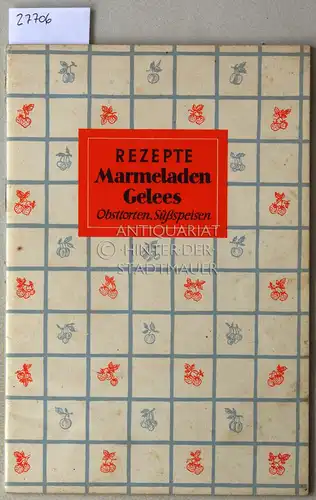 27706
REZEPTE
Marmeladen
Gelees
Obsttorten, Süßspeisen
ANTIQUARIAT
HINTER DER
STADTMAUER